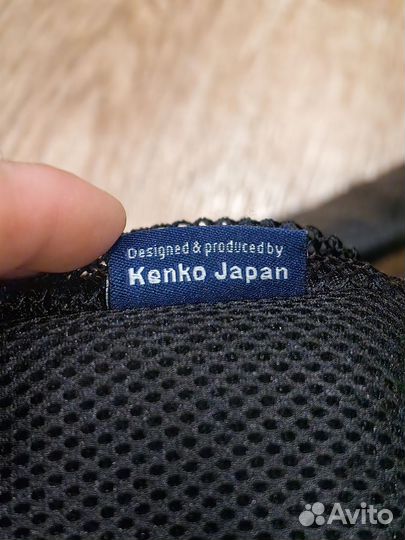 Designed & produced by
Kenko Japan
Avito